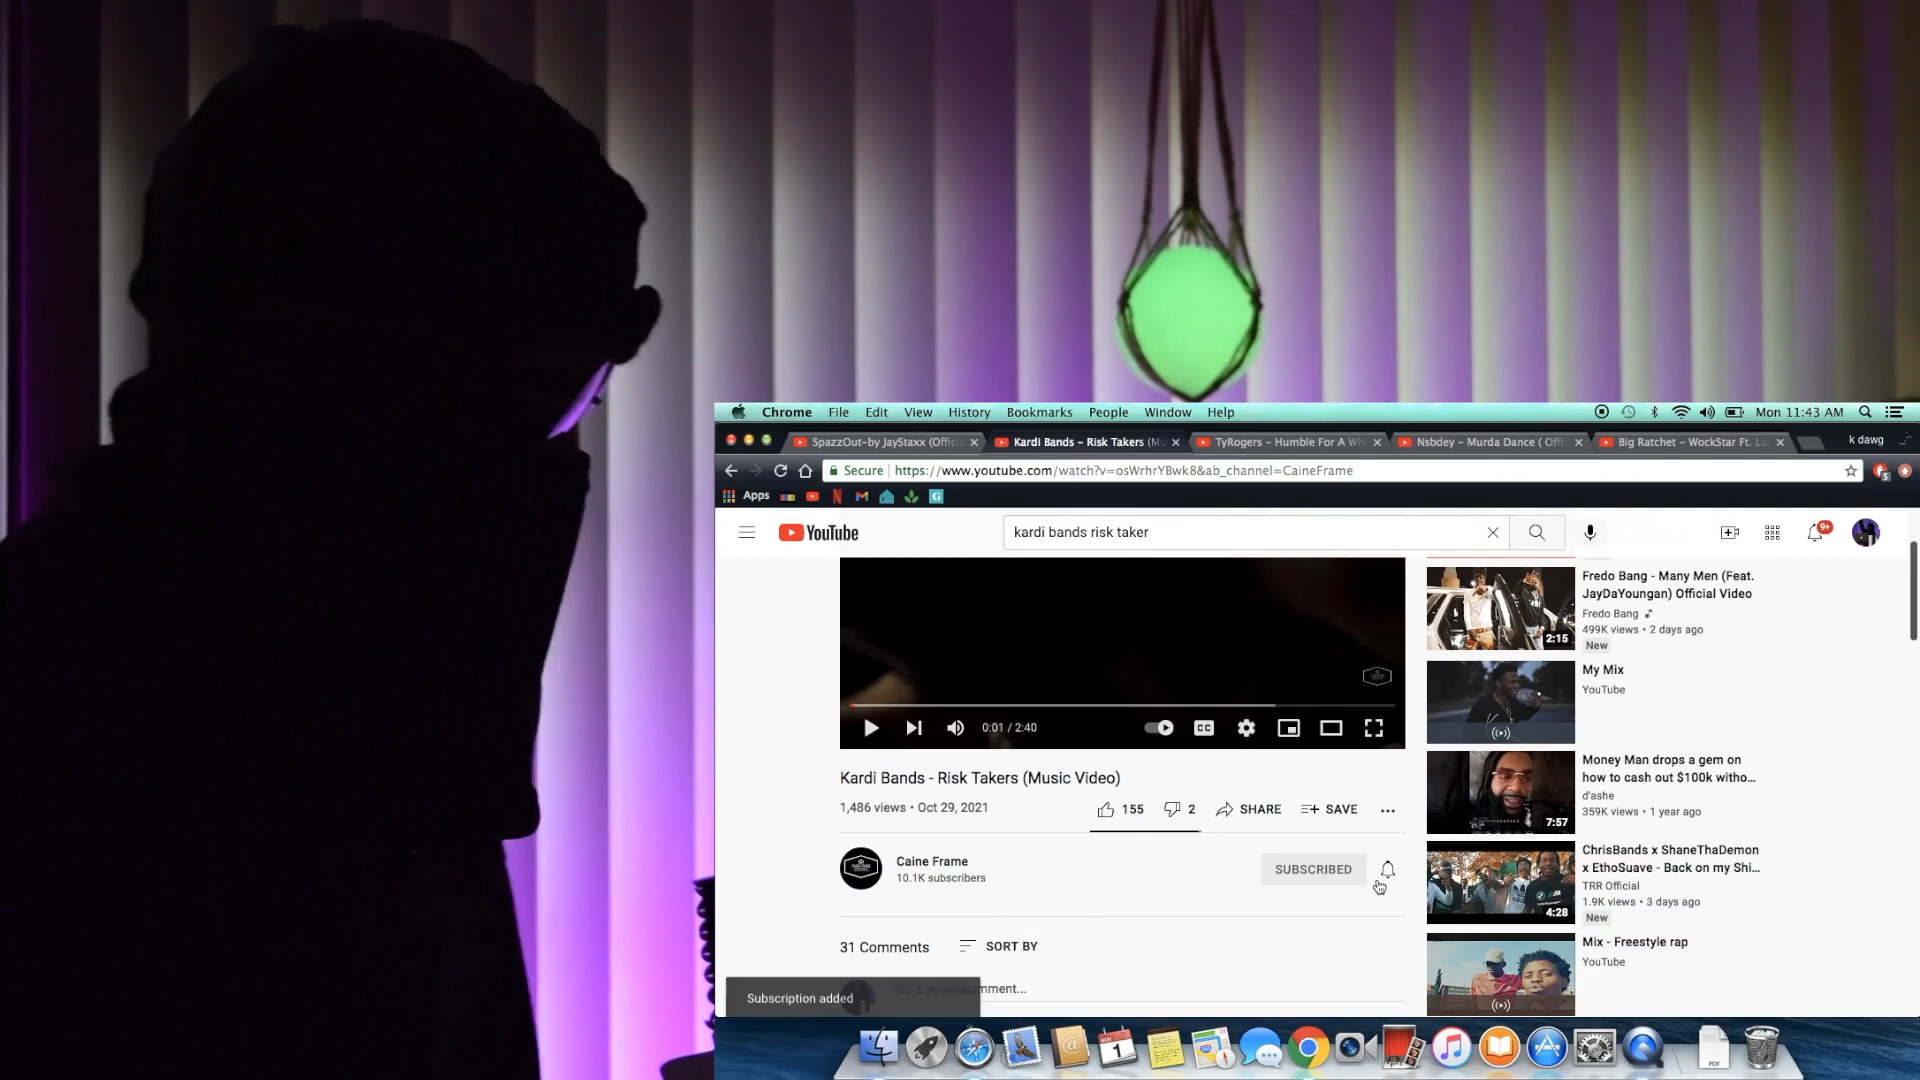 Chrome File Edit View History Bookmarks People Window Help Mon 11:43 AM
SpazzOut-by JayStaxx (Offici Kardi Bands - Risk Takers (M TyRogers - Humble For A Wh Nsbdey - Murda Dance ( Offi Big Ratchet - WockStar Ft. Lu k dawg
Secure https://www.youtube.com/watch?v=osWrhrYBwk8&ab_channel=CaineFrame
Apps
YouTube kardi bands risk taker 9+
0:01 / 2:40 CC
Kardi Bands - Risk Takers (Music Video)
1,486 views • Oct 29, 2021 155 2 SHARE SAVE
Caine Frame
10.1K subscribers
SUBSCRIBED
31 Comments SORT BY
Subscription added
Fredo Bang - Many Men (Feat.
JayDaYoungan) Official Video
Fredo Bang
499K views • 2 days ago
New
2:15
My Mix
YouTube
Money Man drops a gem on
how to cash out $100k witho...
d'ashe
359K views • 1 year ago
7:57
ChrisBands x ShaneThaDemon
x EthoSuave - Back on my Shi...
TRR Official
1.9K views • 3 days ago
New
4:28
Mix - Freestyle rap
YouTube
NOV
1
PDF